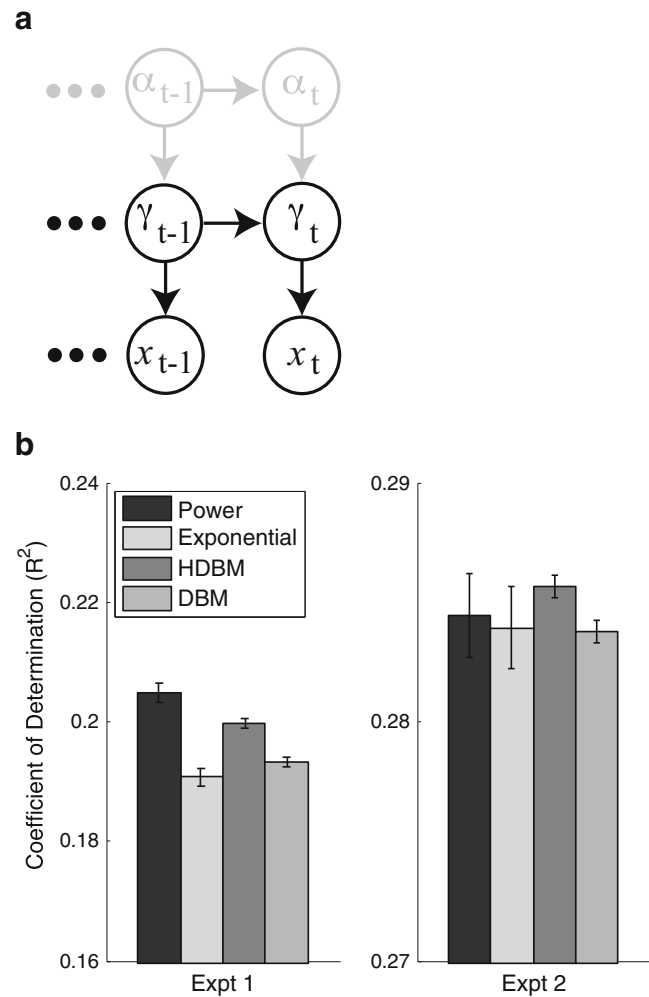 a
α t-1 α t
γ t-1 γ t
x t-1 x t
b
Coefficient of Determination (R²)
0.24
0.22
0.2
0.18
0.16
Power
Exponential
HDBM
DBM
Expt 1
0.29
0.28
0.27
Expt 2